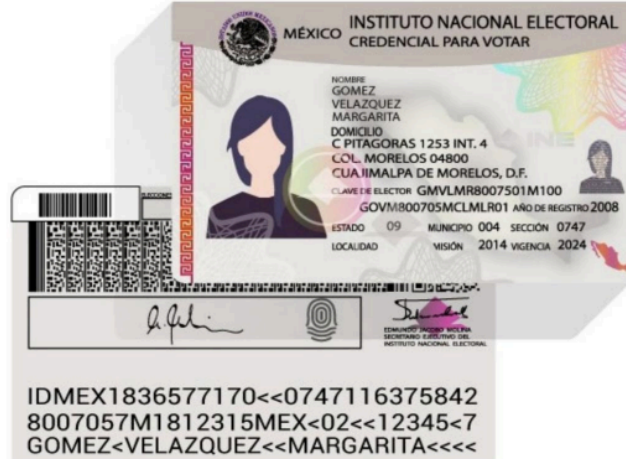 MÉXICO INSTITUTO NACIONAL ELECTORAL
CREDENCIAL PARA VOTAR
NOMBRE
GOMEZ
VELAZQUEZ
MARGARITA
DOMICILIO
C PITAGORAS 1253 INT. 4
COL. MORELOS 04800
CUAJIMALPA DE MORELOS, D.F.
CLAVE DE ELECTOR GMVLMR8007501M100
GOVM800705MCLMLR01 AÑO DE REGISTRO 2008
ESTADO 09 MUNICIPIO 004 SECCIÓN 0747
LOCALIDAD MISIÓN 2014 VIGENCIA 2024
INE
EDMUNDO JACOBO MOLINA
SECRETARIO EJECUTIVO DEL
INSTITUTO NACIONAL ELECTORAL
IDMEX1836577170<<0747116375842
8007057M1812315MEX<02<<12345<7
GOMEZ<VELAZQUEZ<<MARGARITA<<<<